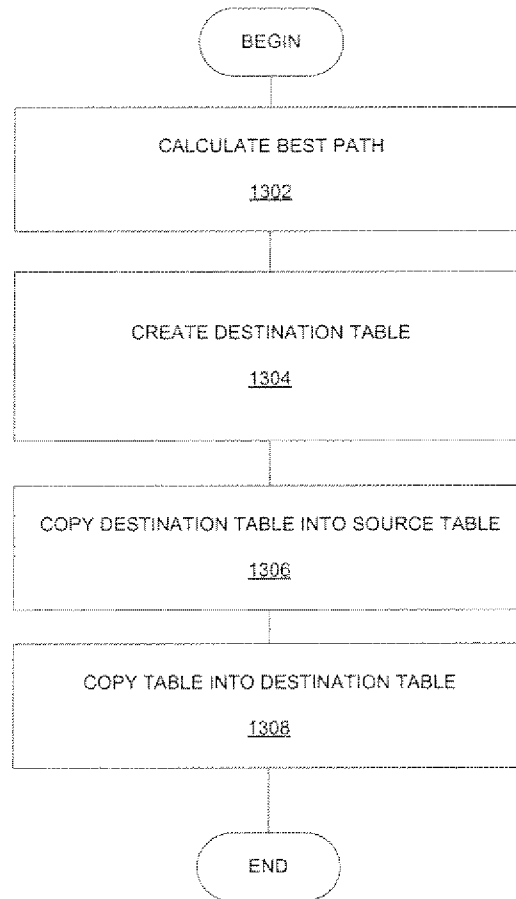 BEGIN
CALCULATE BEST PATH
1302
CREATE DESTINATION TABLE
1304
COPY DESTINATION TABLE INTO SOURCE TABLE
1306
COPY TABLE INTO DESTINATION TABLE
1308
END